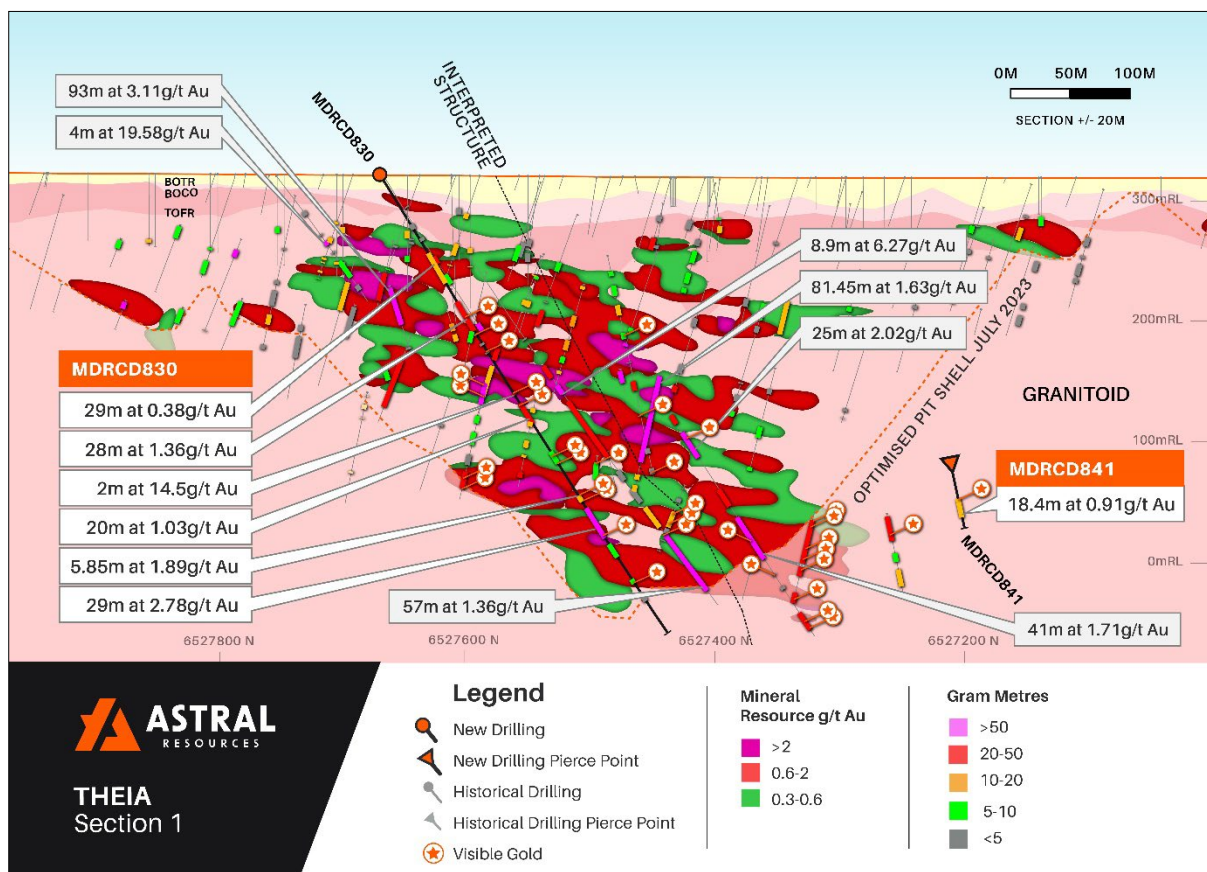 93m at 3.11g/t Au
4m at 19.58g/t Au
MDRCD830
INTERPRETED
STRUCTURE
0M 50M 100M
SECTION +/- 20M
BOTR
BOCO
TOFR
300mRL
8.9m at 6.27g/t Au
81.45m at 1.63g/t Au
25m at 2.02g/t Au
200mRL
OPTIMISED PIT SHELL JULY 2023
GRANITOID
MDRCD830
29m at 0.38g/t Au
28m at 1.36g/t Au
2m at 14.5g/t Au
20m at 1.03g/t Au
5.85m at 1.89g/t Au
29m at 2.78g/t Au
100mRL
MDRCD841
18.4m at 0.91g/t Au
MDRCD841
0mRL
57m at 1.36g/t Au
41m at 1.71g/t Au
6527800 N 6527600 N 6527400 N 6527200 N
ASTRAL
RESOURCES
THEIA
Section 1
Legend
New Drilling
New Drilling Pierce Point
Historical Drilling
Historical Drilling Pierce Point
Visible Gold
Mineral
Resource g/t Au
>2
0.6-2
0.3-0.6
Gram Metres
>50
20-50
10-20
5-10
<5